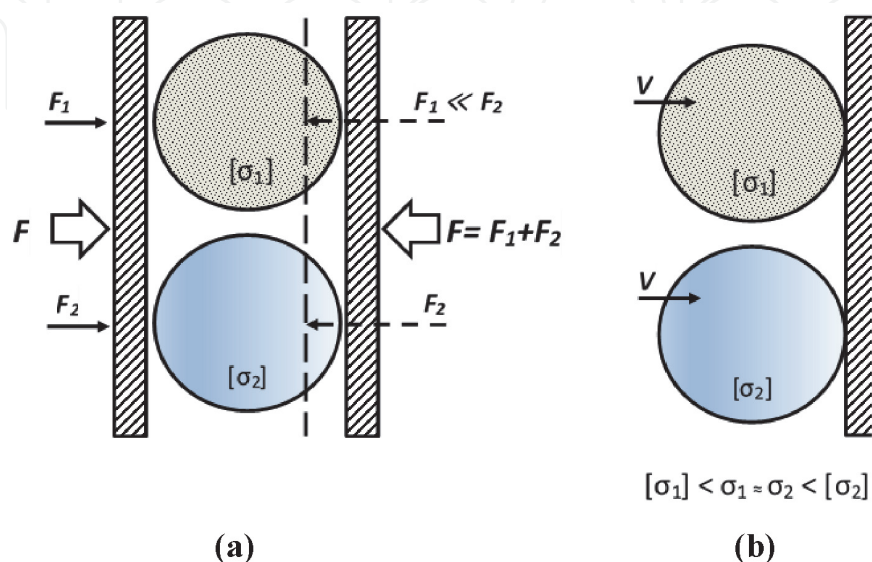 F₁
F₁ ≪ F₂
[σ₁]
F
F= F₁+F₂
F₂
F₂
[σ₂]
(a)
V
[σ₁]
V
[σ₂]
[σ₁] < σ₁ ≈ σ₂ < [σ₂]
(b)